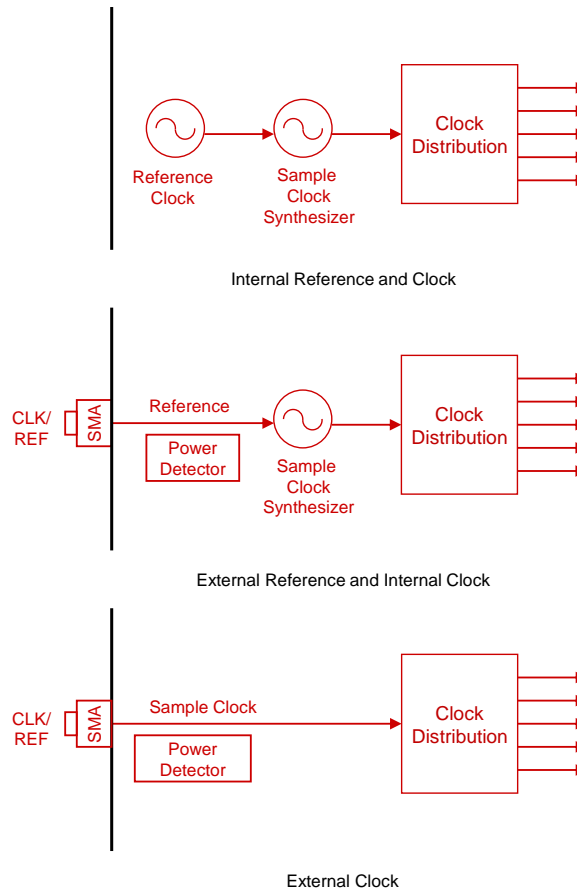 Reference
Clock
Sample
Clock
Synthesizer
Clock
Distribution
Internal Reference and Clock
CLK/
REF
SMA
Reference
Power
Detector
Sample
Clock
Synthesizer
Clock
Distribution
External Reference and Internal Clock
CLK/
REF
SMA
Sample Clock
Power
Detector
Clock
Distribution
External Clock